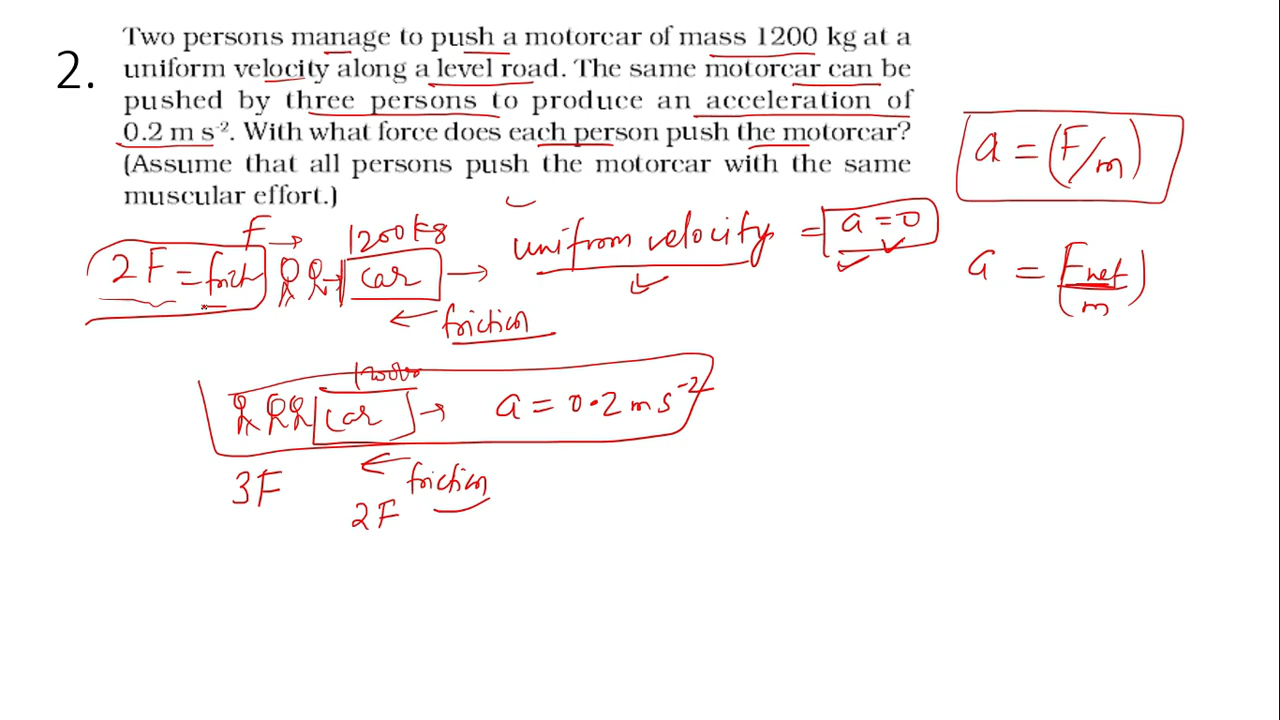 2.
Two persons manage to push a motorcar of mass 1200 kg at a
uniform velocity along a level road. The same motorcar can be
pushed by three persons to produce an acceleration of
0.2 m s⁻². With what force does each person push the motorcar?
(Assume that all persons push the motorcar with the same
muscular effort.)
a = (F/m)
F → 1200kg unifrom velocity = a = 0
2F = frich car → a = (Fnet/m)
← friction
car → a = 0.2 m s⁻²
← friction
3F
2F